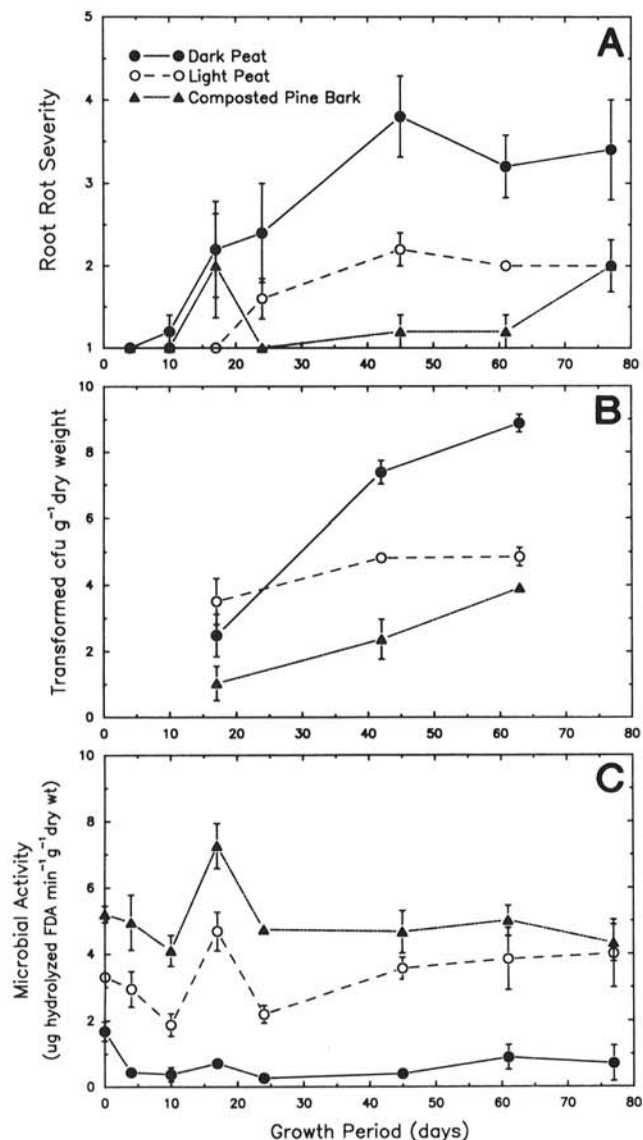 A
Dark Peat
Light Peat
Composted Pine Bark
Root Rot Severity
5
4
3
2
1
0 10 20 30 40 50 60 70 80
B
Transformed cfu g⁻¹ dry weight
10
8
6
4
2
0
0 10 20 30 40 50 60 70 80
C
Microbial Activity
(ug hydrolyzed FDA min⁻¹ g⁻¹ dry wt)
10
8
6
4
2
0
0 10 20 30 40 50 60 70 80
Growth Period (days)